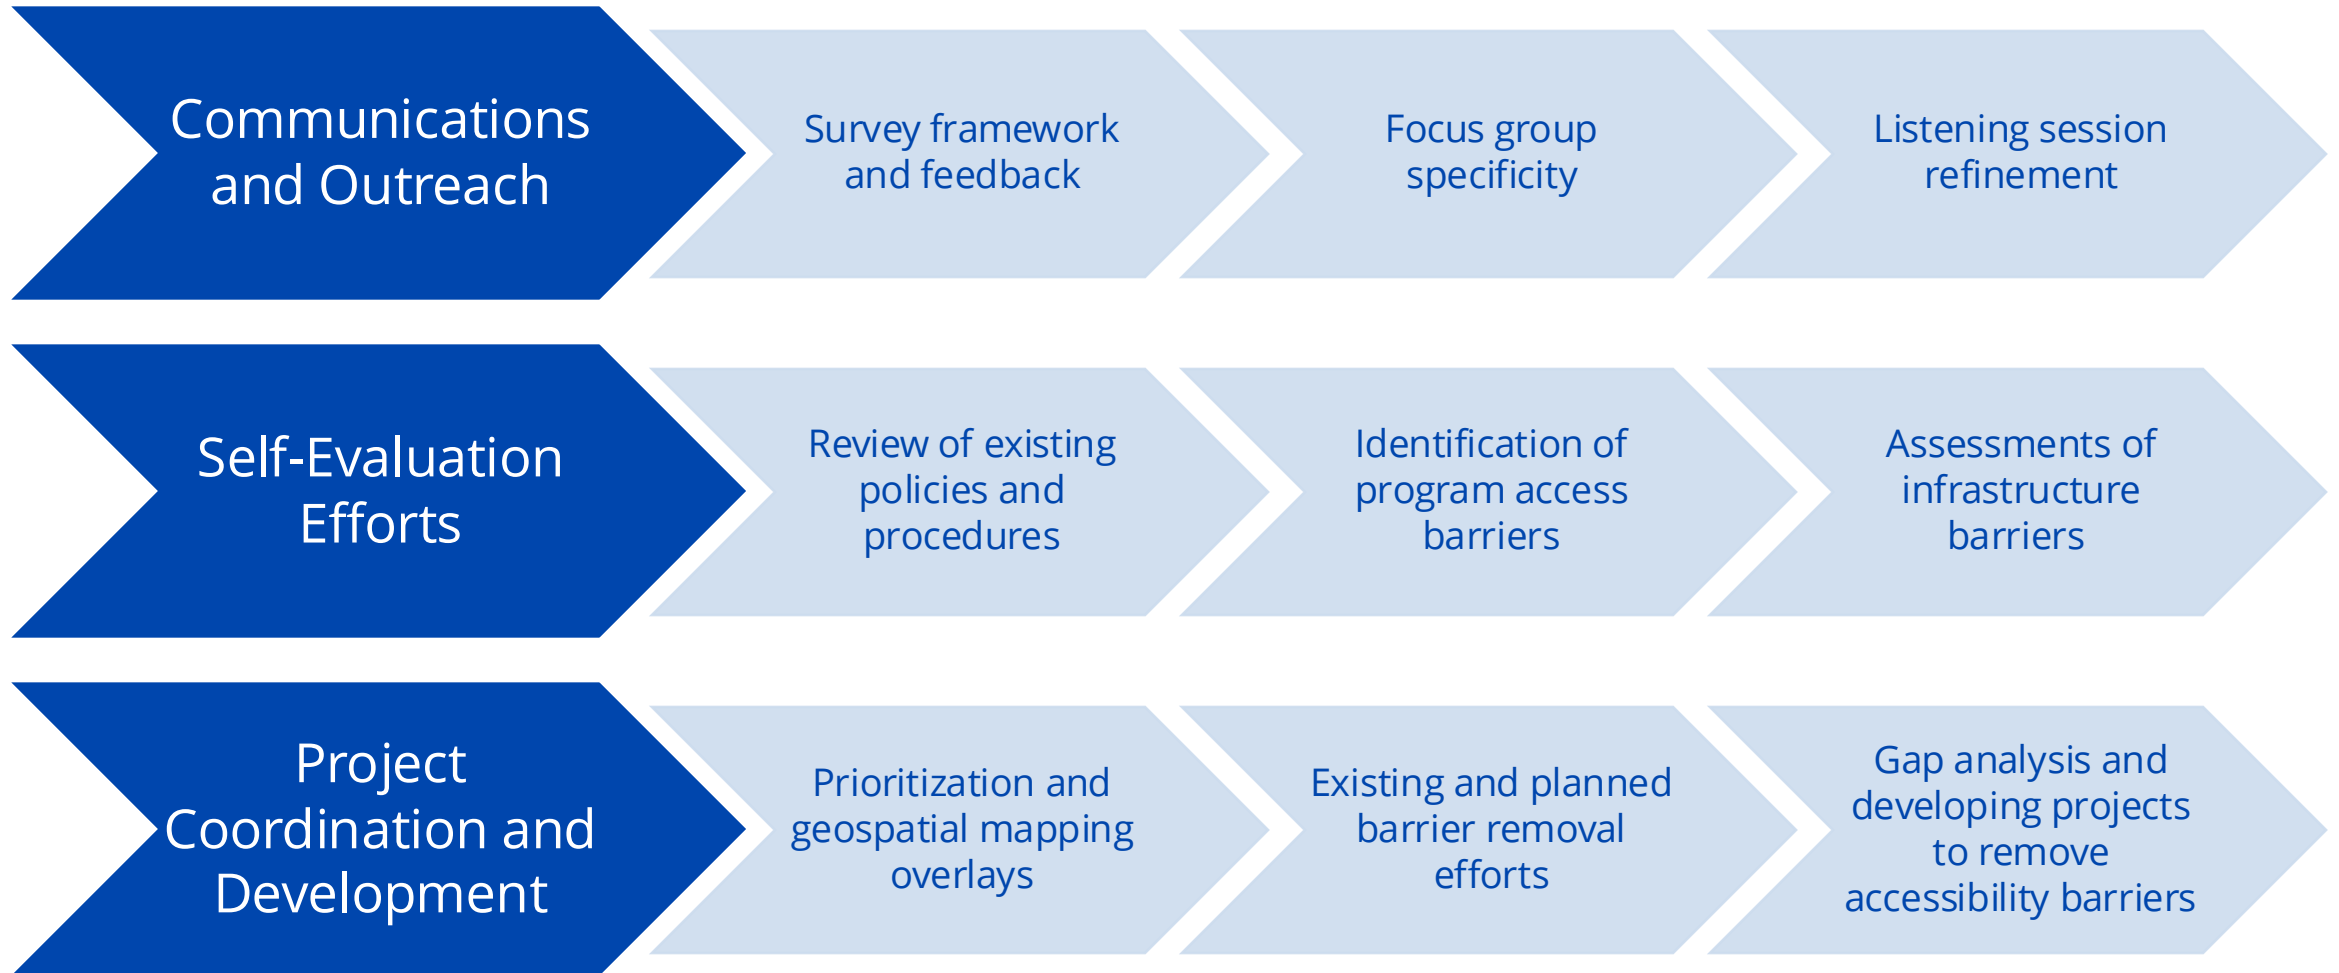 Communications
and Outreach
Survey framework
and feedback
Focus group
specificity
Listening session
refinement
Self-Evaluation
Efforts
Review of existing
policies and
procedures
Identification of
program access
barriers
Assessments of
infrastructure
barriers
Project
Coordination and
Development
Prioritization and
geospatial mapping
overlays
Existing and planned
barrier removal
efforts
Gap analysis and
developing projects
to remove
accessibility barriers